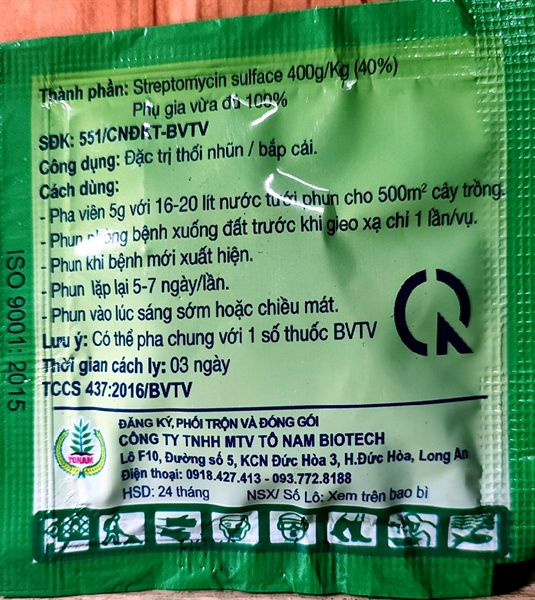 Thành phần: Streptomycin sulface 400g/Kg (40%)
Phụ gia vừa đủ 100%
SĐK: 551/CNĐKT-BVTV
Công dụng: Đặc trị thối nhũn / bắp cải.
Cách dùng:
- Pha viên 5g với 16-20 lít nước tưới phun cho 500m² cây trồng.
- Phun phòng bệnh xuống đất trước khi gieo xạ chỉ 1 lần/vụ.
- Phun khi bệnh mới xuất hiện.
- Phun lặp lại 5-7 ngày/lần.
- Phun vào lúc sáng sớm hoặc chiều mát.
Lưu ý: Có thể pha chung với 1 số thuốc BVTV
Thời gian cách ly: 03 ngày
TCCS 437:2016/BVTV
ISO 9001: 2015
TONAM
ĐĂNG KÝ, PHỐI TRỘN VÀ ĐÓNG GÓI
CÔNG TY TNHH MTV TÔ NAM BIOTECH
Lô F10, Đường số 5, KCN Đức Hòa 3, H.Đức Hòa, Long An
Điện thoại: 0918.427.413 - 093.772.8188
HSD: 24 tháng NSX/ Số Lô: Xem trên bao bì